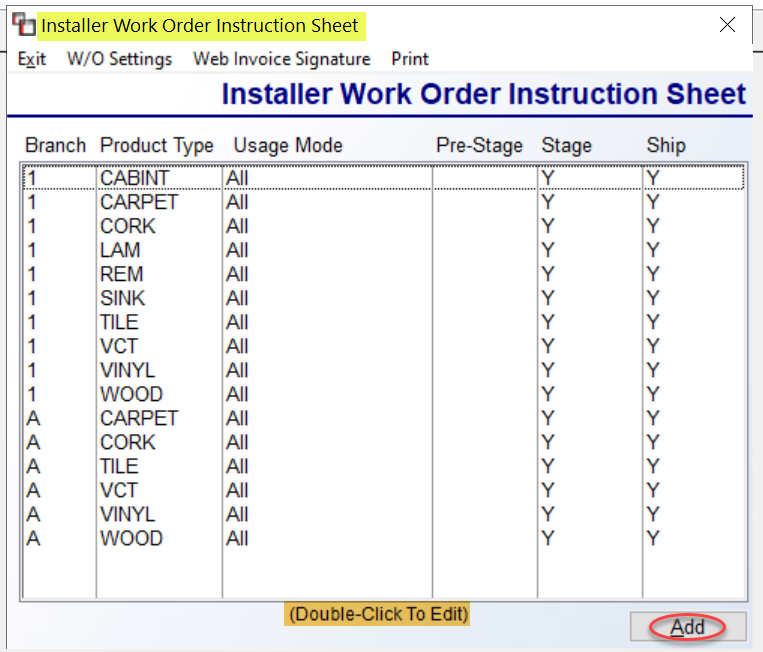 Installer Work Order Instruction Sheet
Exit W/O Settings Web Invoice Signature Print
Installer Work Order Instruction Sheet
Branch Product Type Usage Mode Pre-Stage Stage Ship
1 CABINT All Y Y
1 CARPET All Y Y
1 CORK All Y Y
1 LAM All Y Y
1 REM All Y Y
1 SINK All Y Y
1 TILE All Y Y
1 VCT All Y Y
1 VINYL All Y Y
1 WOOD All Y Y
A CARPET All Y Y
A CORK All Y Y
A TILE All Y Y
A VCT All Y Y
A VINYL All Y Y
A WOOD All Y Y
(Double-Click To Edit)
Add